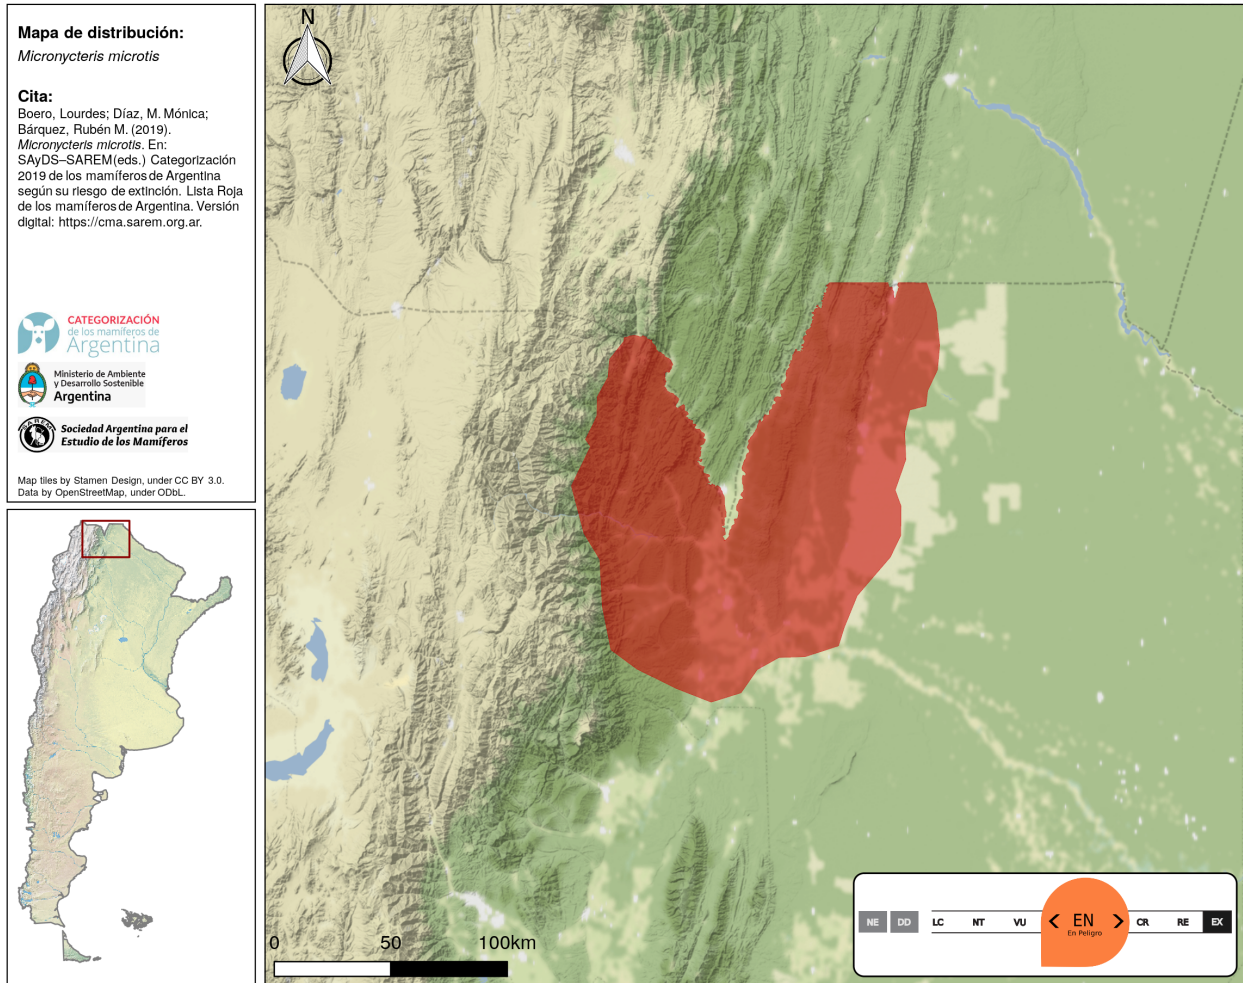 Mapa de distribución:
Micronycteris microtis
Cita:
Boero, Lourdes; Díaz, M. Mónica;
Bárquez, Rubén M. (2019).
Micronycteris microtis. En:
SAyDS–SAREM(eds.) Categorización
2019 de los mamíferos de Argentina
según su riesgo de extinción. Lista Roja
de los mamíferos de Argentina. Versión
digital: https://cma.sarem.org.ar.
CATEGORIZACIÓN
de los mamíferos de
Argentina
Ministerio de Ambiente
y Desarrollo Sostenible
Argentina
SAREM
Sociedad Argentina para el
Estudio de los Mamíferos
Map tiles by Stamen Design, under CC BY 3.0.
Data by OpenStreetMap, under ODbL.
N
0 50 100km
NE DD LC NT VU < EN > CR RE EX
En Peligro